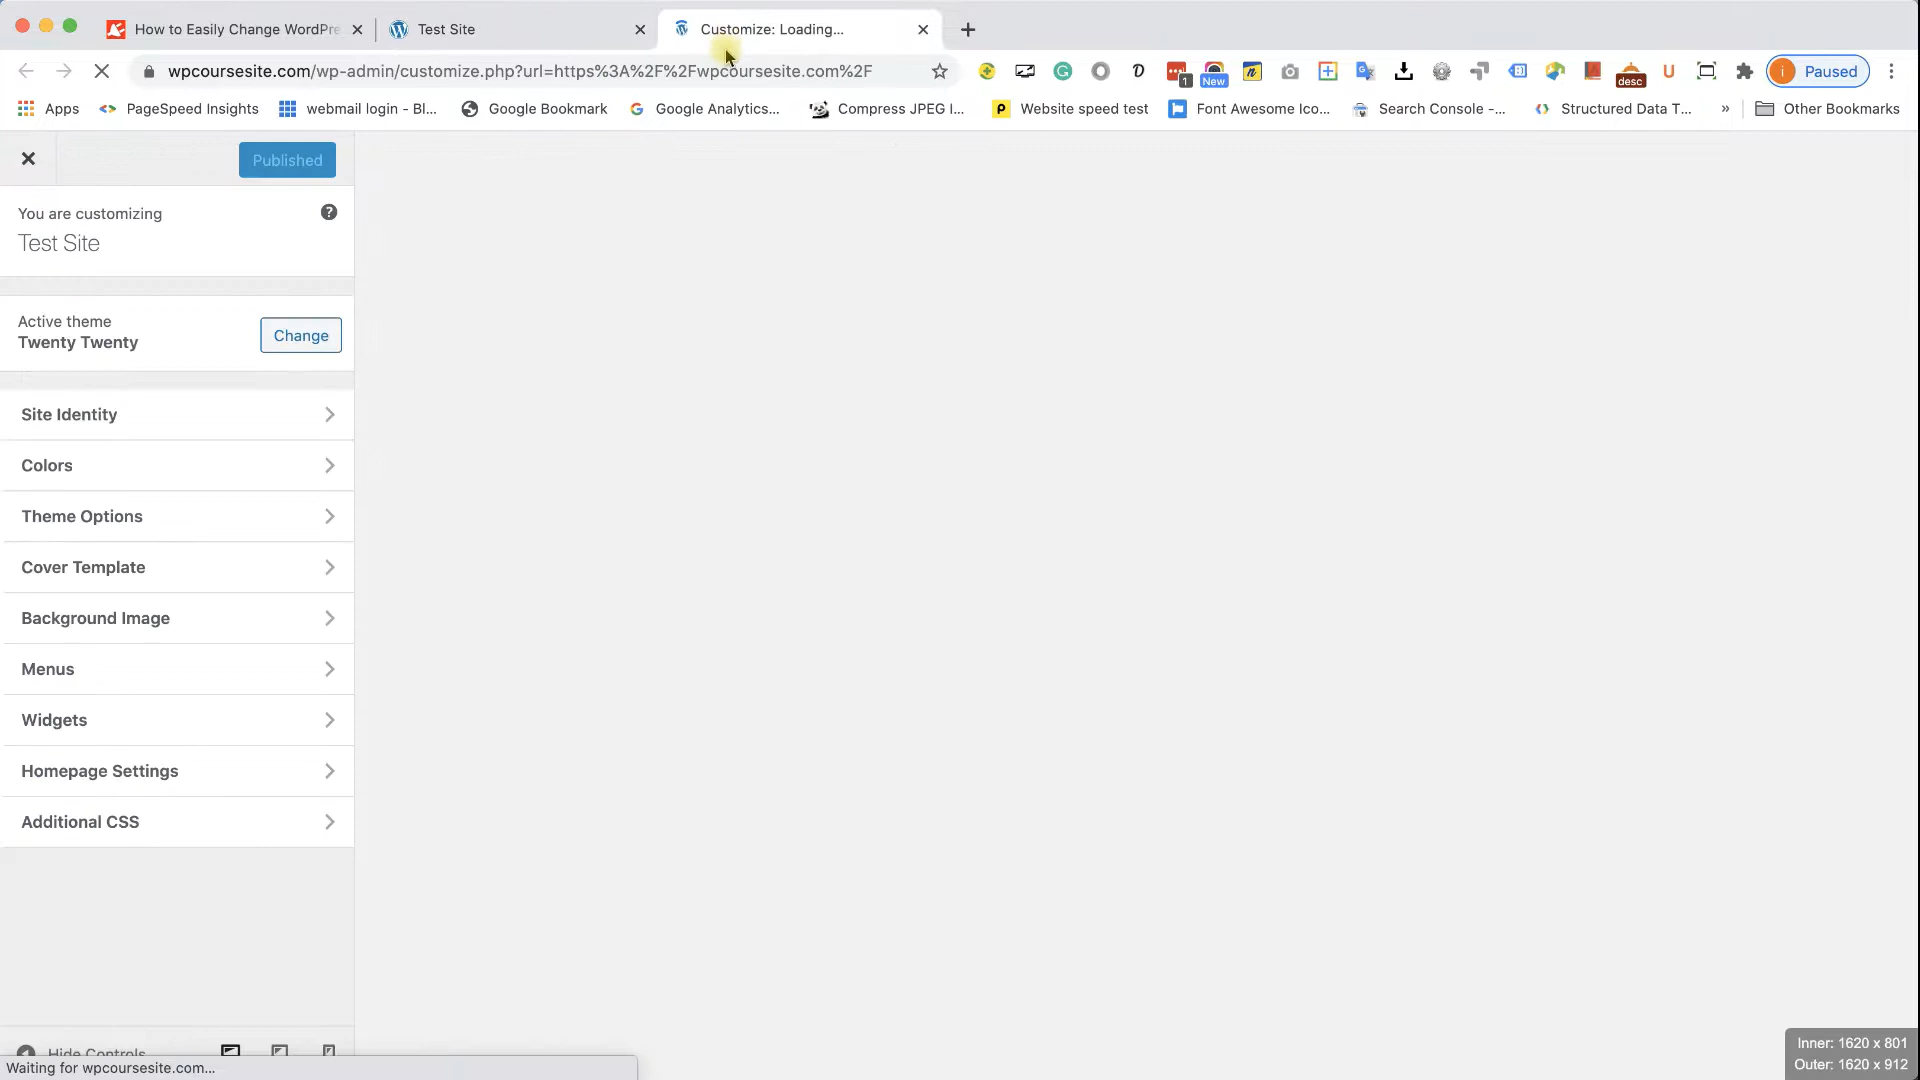 How to Easily Change WordPre
Test Site
Customize: Loading...
wpcoursesite.com/wp-admin/customize.php?url=https%3A%2F%2Fwpcoursesite.com%2F
1
New
desc
Paused
Apps
PageSpeed Insights
webmail login - Bl...
Google Bookmark
Google Analytics...
Compress JPEG I...
Website speed test
Font Awesome Ico...
Search Console -...
Structured Data T...
»
Other Bookmarks
Published
You are customizing
Test Site
Active theme
Twenty Twenty
Change
Site Identity
Colors
Theme Options
Cover Template
Background Image
Menus
Widgets
Homepage Settings
Additional CSS
Hide Controls
Waiting for wpcoursesite.com...
Inner: 1620 x 801
Outer: 1620 x 912